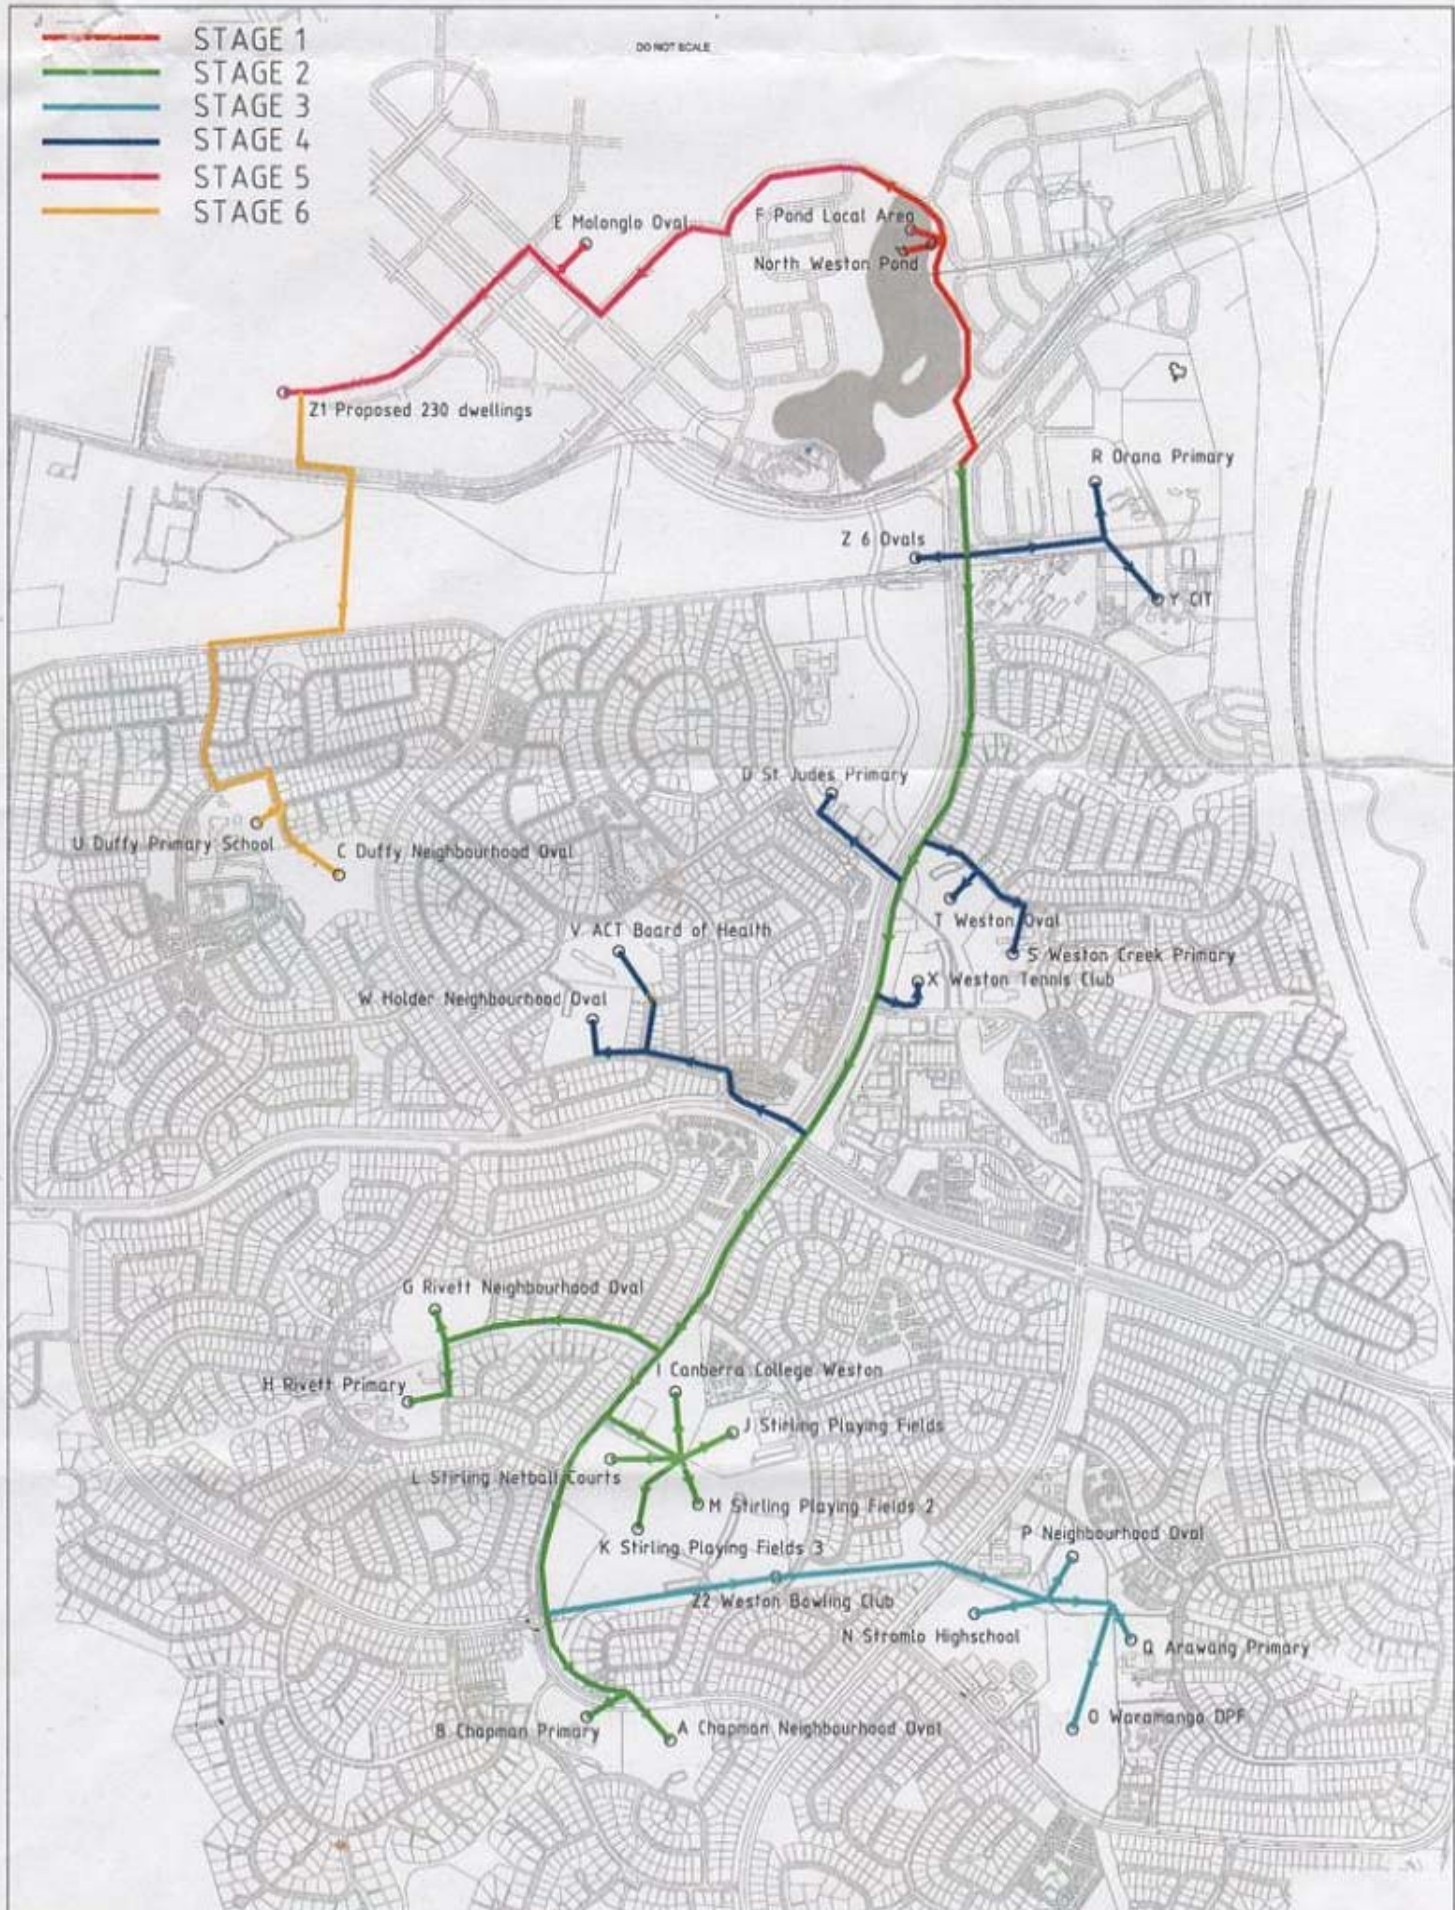 STAGE 1
STAGE 2
STAGE 3
STAGE 4
STAGE 5
STAGE 6
DO NOT SCALE
E Molonglo Oval
F Pond Local Area
North Weston Pond
Z1 Proposed 230 dwellings
R Orana Primary
Z 6 Ovals
Y CIT
D St Judes Primary
U Duffy Primary School
C Duffy Neighbourhood Oval
T Weston Oval
V ACT Board of Health
S Weston Creek Primary
X Weston Tennis Club
W Holder Neighbourhood Oval
G Rivett Neighbourhood Oval
I Canberra College Weston
H Rivett Primary
J Stirling Playing Fields
L Stirling Netball Courts
M Stirling Playing Fields 2
P Neighbourhood Oval
K Stirling Playing Fields 3
Z2 Weston Bowling Club
N Stromlo Highschool
Q Arawang Primary
O Waramanga DPF
B Chapman Primary
A Chapman Neighbourhood Oval